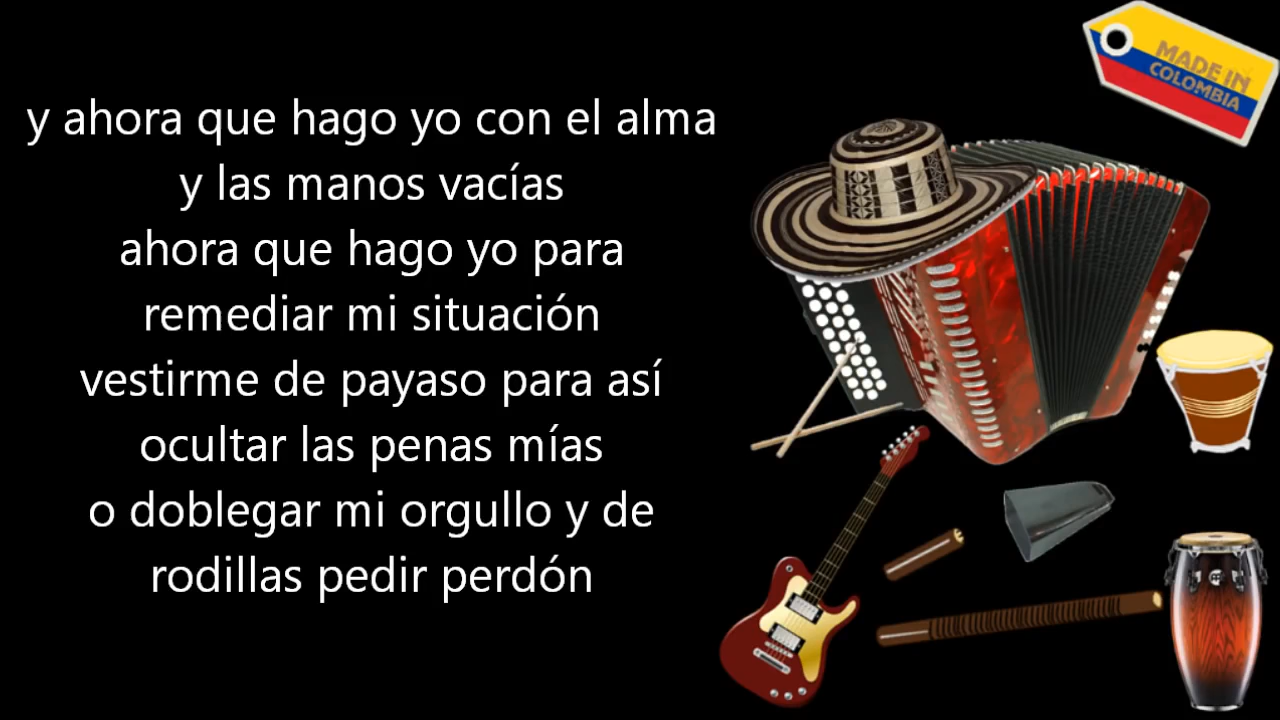 y ahora que hago yo con el alma
y las manos vacías
ahora que hago yo para
remediar mi situación
vestirme de payaso para así
ocultar las penas mías
o doblegar mi orgullo y de
rodillas pedir perdón
MADE IN
COLOMBIA